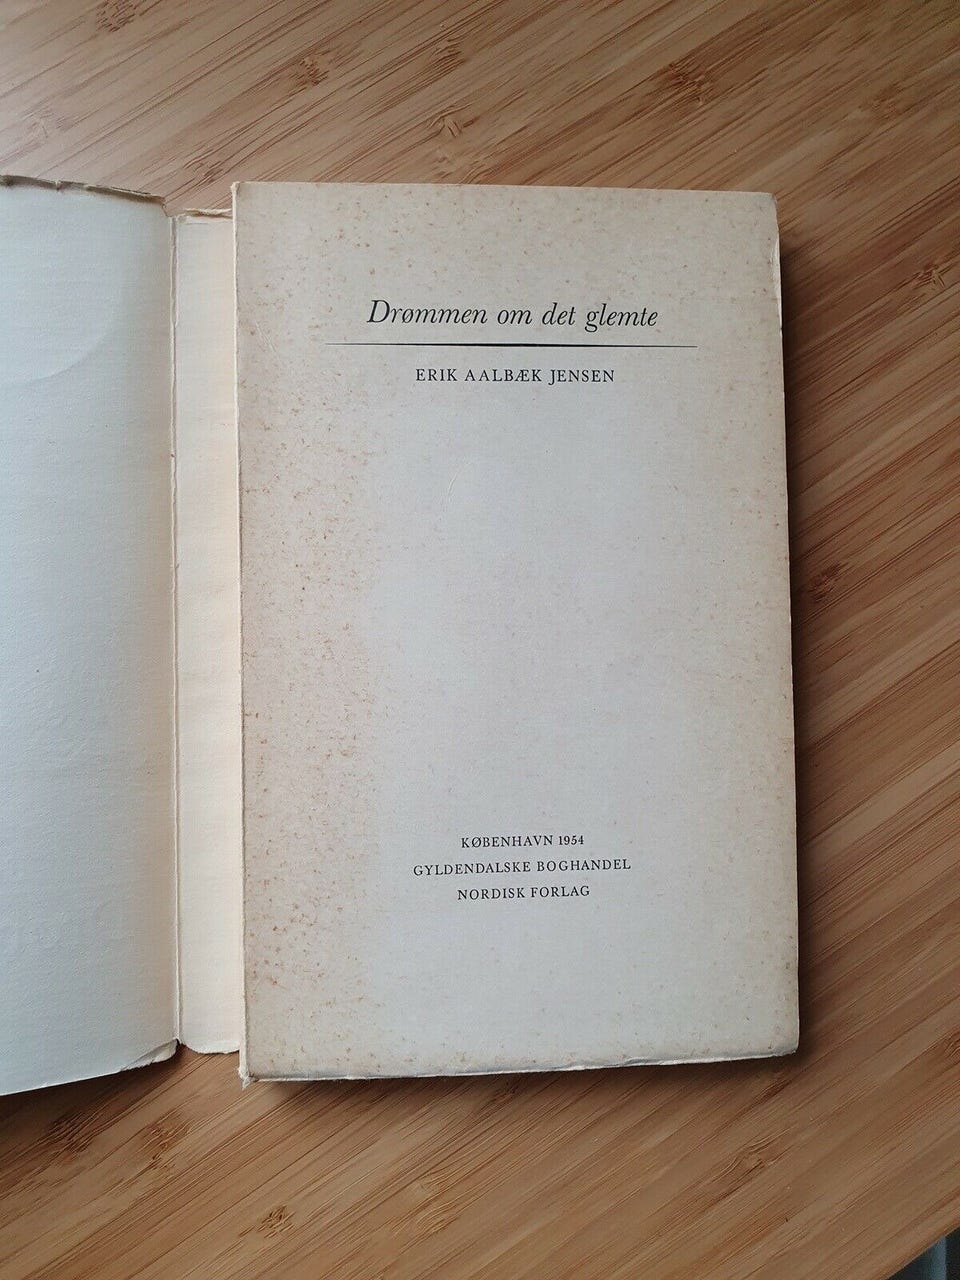 Drømmen om det glemte
ERIK AALBÆK JENSEN
KØBENHAVN 1954
GYLDENDALSKE BOGHANDEL
NORDISK FORLAG